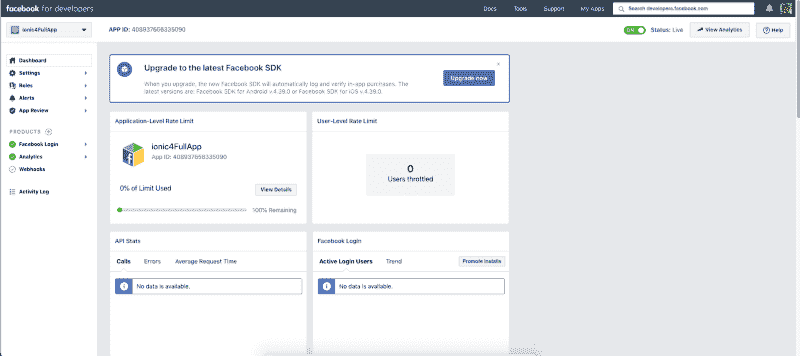 facebook for developers
Docs
Tools
Support
My Apps
Search developers.facebook.com
ionic4FullApp
APP ID:
ON
Status: Live
View Analytics
Help
Dashboard
Settings
Roles
Alerts
App Review
PRODUCTS
Facebook Login
Analytics
Webhooks
Activity Log
Upgrade to the latest Facebook SDK
When you upgrade, the new Facebook SDK will automatically log and verify in-app purchases. The
latest versions are: Facebook SDK for Android v.4.39.0 or Facebook SDK for iOS v.4.39.0.
Upgrade now
Application-Level Rate Limit
ionic4FullApp
App ID:
0% of Limit Used
View Details
100% Remaining
User-Level Rate Limit
0
Users throttled
API Stats
Calls
Errors
Average Request Time
No data is available.
Facebook Login
Active Login Users
Trend
Promote Installs
No data is available.